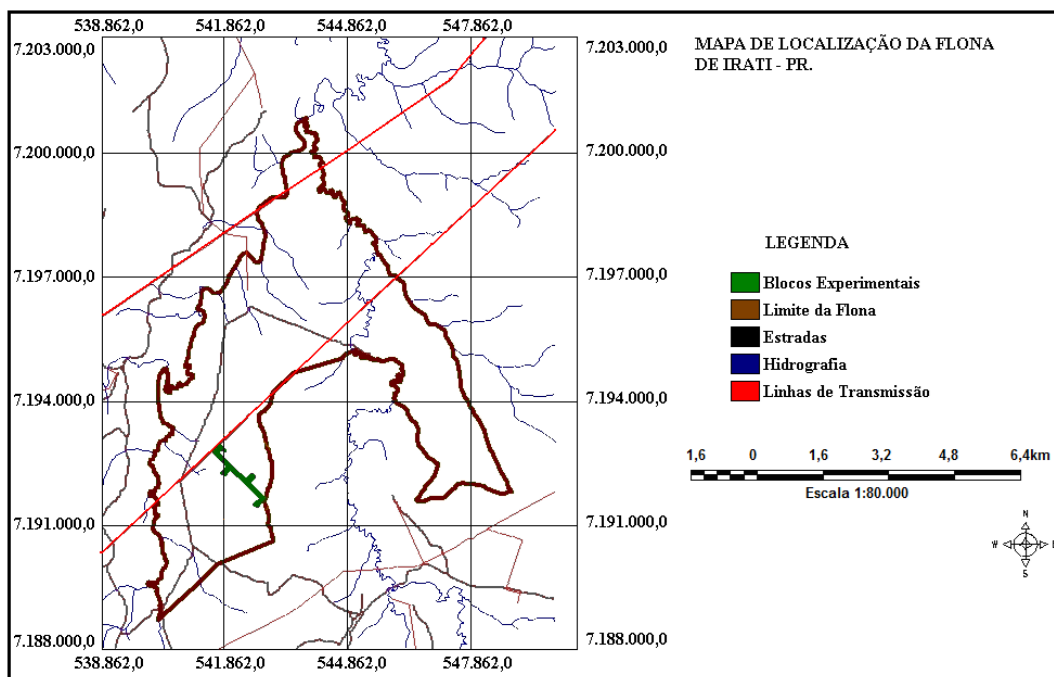 538.862,0 541.862,0 544.862,0 547.862,0
7.203.000,0 7.203.000,0
MAPA DE LOCALIZAÇÃO DA FLONA
DE IRATI - PR.
7.200.000,0 7.200.000,0
LEGENDA
7.197.000,0 7.197.000,0
Blocos Experimentais
Limite da Flona
Estradas
Hidrografia
Linhas de Transmissão
7.194.000,0 7.194.000,0
1,6 0 1,6 3,2 4,8 6,4km
Escala 1:80.000
7.191.000,0 7.191.000,0
N
W E
S
7.188.000,0 7.188.000,0
538.862,0 541.862,0 544.862,0 547.862,0